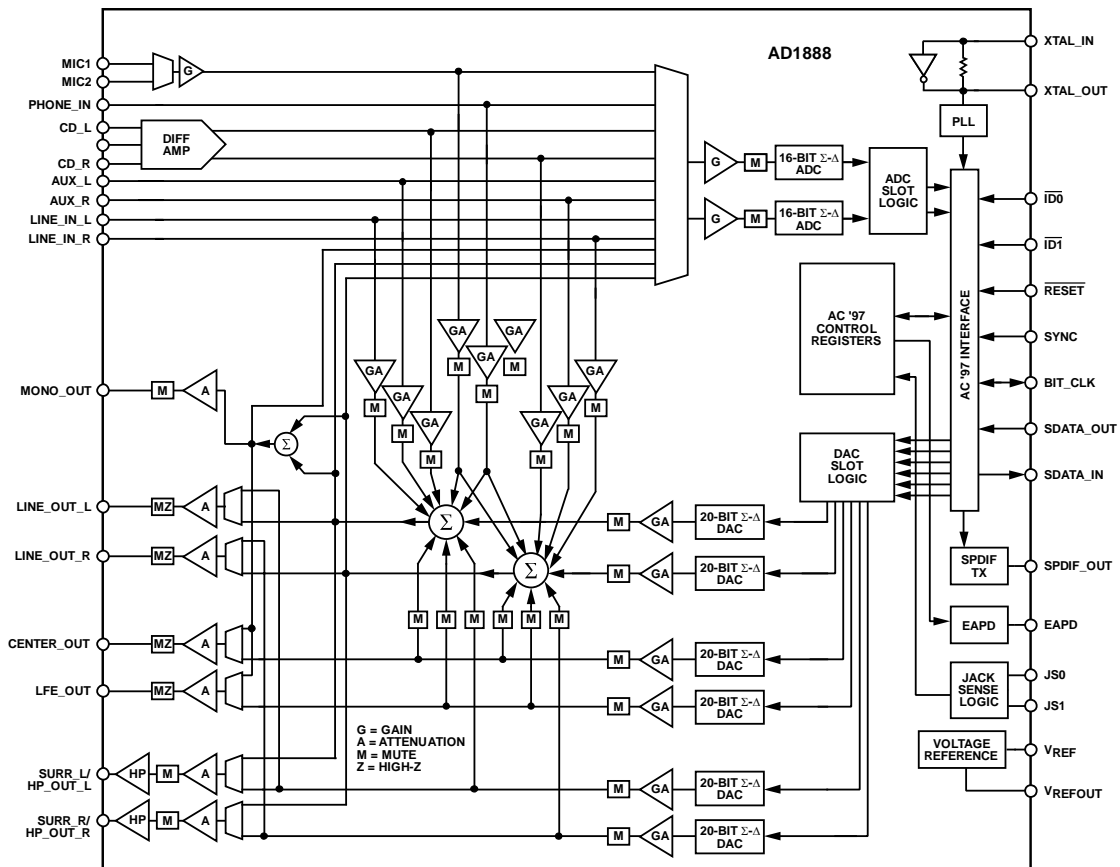 AD1888
MIC1
MIC2
G
PHONE_IN
CD_L
DIFF
AMP
CD_R
AUX_L
AUX_R
LINE_IN_L
LINE_IN_R
G
M
16-BIT Σ-Δ
ADC
G
M
16-BIT Σ-Δ
ADC
ADC
SLOT
LOGIC
XTAL_IN
XTAL_OUT
PLL
ID0
ID1
RESET
SYNC
BIT_CLK
SDATA_OUT
SDATA_IN
AC '97 INTERFACE
AC '97
CONTROL
REGISTERS
GA
M
GA
M
GA
M
GA
M
GA
M
GA
M
GA
M
GA
M
GA
M
MONO_OUT
M
A
Σ
DAC
SLOT
LOGIC
LINE_OUT_L
MZ
A
Σ
M
GA
20-BIT Σ-Δ
DAC
LINE_OUT_R
MZ
A
Σ
M
GA
20-BIT Σ-Δ
DAC
SPDIF
TX
SPDIF_OUT
M
M
M
M
M
M
EAPD
EAPD
CENTER_OUT
MZ
A
M
GA
20-BIT Σ-Δ
DAC
LFE_OUT
MZ
A
M
GA
20-BIT Σ-Δ
DAC
JACK
SENSE
LOGIC
JS0
JS1
G = GAIN
A = ATTENUATION
M = MUTE
Z = HIGH-Z
VOLTAGE
REFERENCE
VREF
VREFOUT
SURR_L/
HP_OUT_L
HP
M
A
M
GA
20-BIT Σ-Δ
DAC
SURR_R/
HP_OUT_R
HP
M
A
M
GA
20-BIT Σ-Δ
DAC